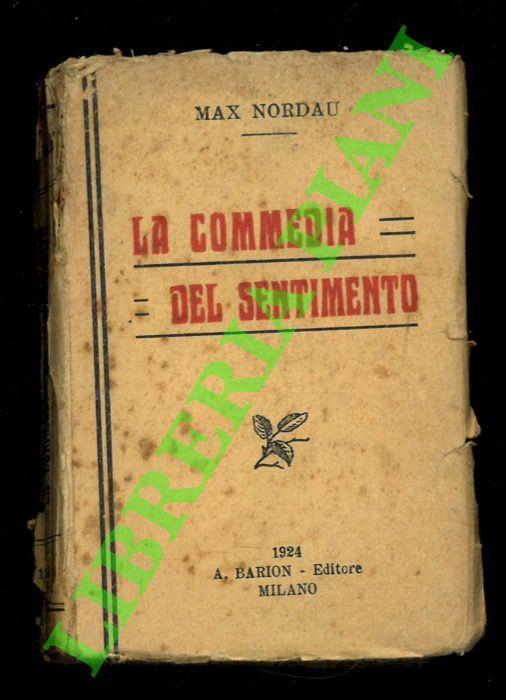 MAX NORDAU
LA COMMEDIA
DEL SENTIMENTO
1924
A. BARION - Editore
MILANO
LIBRERIA PIANI